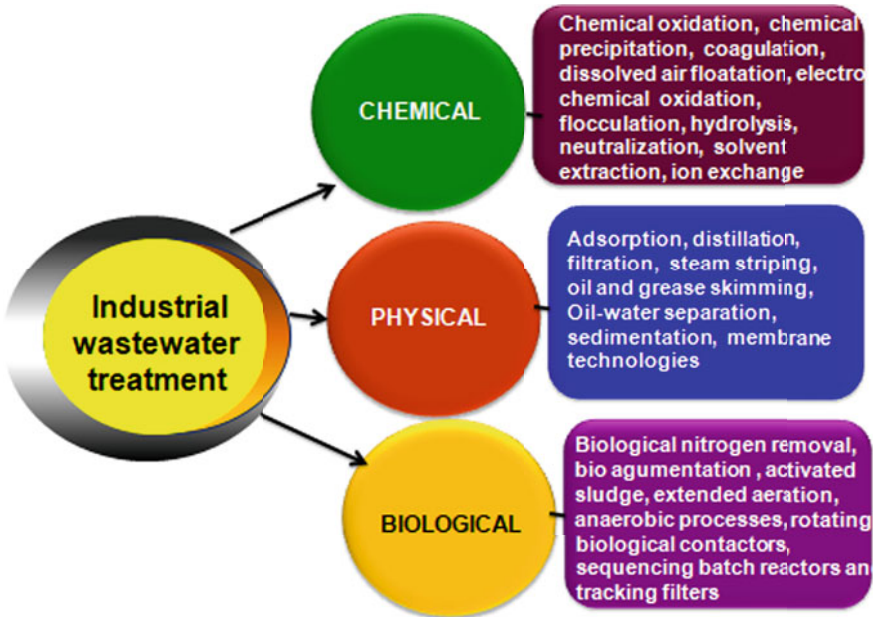 Industrial
wastewater
treatment
CHEMICAL
Chemical oxidation, chemical
precipitation, coagulation,
dissolved air floatation, electro
chemical oxidation,
flocculation, hydrolysis,
neutralization, solvent
extraction, ion exchange
PHYSICAL
Adsorption, distillation,
filtration, steam striping,
oil and grease skimming,
Oil-water separation,
sedimentation, membrane
technologies
BIOLOGICAL
Biological nitrogen removal,
bio agumentation , activated
sludge, extended aeration,
anaerobic processes, rotating
biological contactors,
sequencing batch reactors and
tracking filters